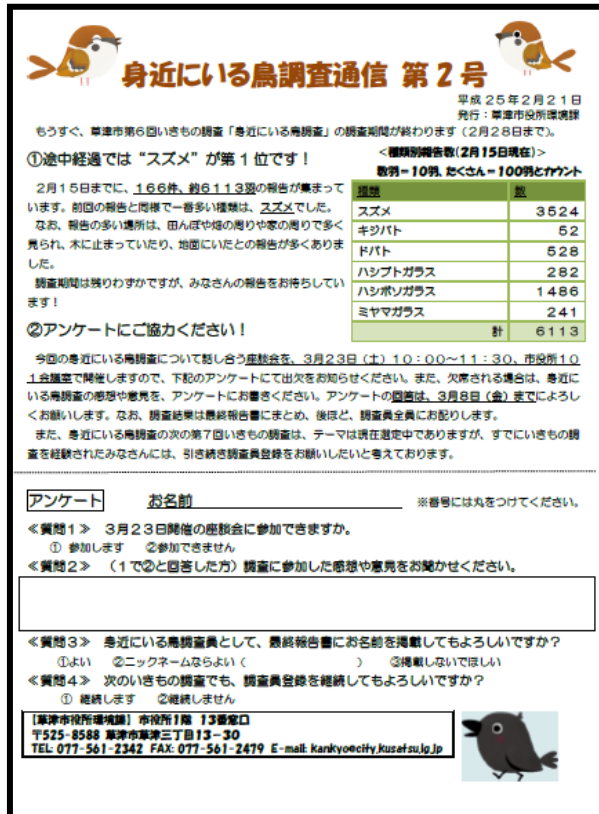 身近にいる鳥調査通信 第2号
平成25年2月21日
発行：草津市役所環境課
もうすぐ、草津市第6回いきもの調査「身近にいる鳥調査」の調査期間が終わります（2月28日まで）。
①途中経過では“スズメ”が第1位です！
2月15日までに、166件、約6113羽の報告が集まって
います。前回の報告と同様で一番多い種類は、スズメでした。
なお、報告の多い場所は、田んぼや畑の周りや家の周りで多く
見られ、木に止まっていたり、地面にいたとの報告が多くありま
した。
調査期間は残りわずかですが、みなさんの報告をお待ちしてい
ます！
＜種類別報告数(2月15日現在)＞
数羽＝10羽、たくさん＝100羽とカウント
種類 数
スズメ 3524
キジバト 52
ドバト 528
ハシブトガラス 282
ハシボソガラス 1486
ミヤマガラス 241
計 6113
②アンケートにご協力ください！
今回の身近にいる鳥調査について話し合う座談会を、3月23日（土）10：00～11：30、市役所10
1会議室で開催しますので、下記のアンケートにて出欠をお知らせください。また、欠席される場合は、身近に
いる鳥調査の感想や意見を、アンケートにお書きください。アンケートの回答は、3月8日（金）までによろし
くお願いします。なお、調査結果は最終報告書にまとめ、後ほど、調査員全員にお配りします。
また、身近にいる鳥調査の次の第7回いきもの調査は、テーマは現在選定中でありますが、すでにいきもの調
査を経験されたみなさんには、引き続き調査員登録をお願いしたいと考えております。
アンケート お名前 ※番号には丸をつけてください。
≪質問1≫ 3月23日開催の座談会に参加できますか。
① 参加します ②参加できません
≪質問2≫ （1で②と回答した方）調査に参加した感想や意見をお聞かせください。
≪質問3≫ 身近にいる鳥調査員として、最終報告書にお名前を掲載してもよろしいですか？
①よい ②ニックネームならよい（ ） ③掲載しないでほしい
≪質問4≫ 次のいきもの調査でも、調査員登録を継続してもよろしいですか？
① 継続します ②継続しません
【草津市役所環境課】 市役所1階 13番窓口
〒525-8588 草津市草津三丁目13－30
TEL: 077-561-2342 FAX: 077-561-2479 E-mail: kankyo@city.kusatsu.lg.jp